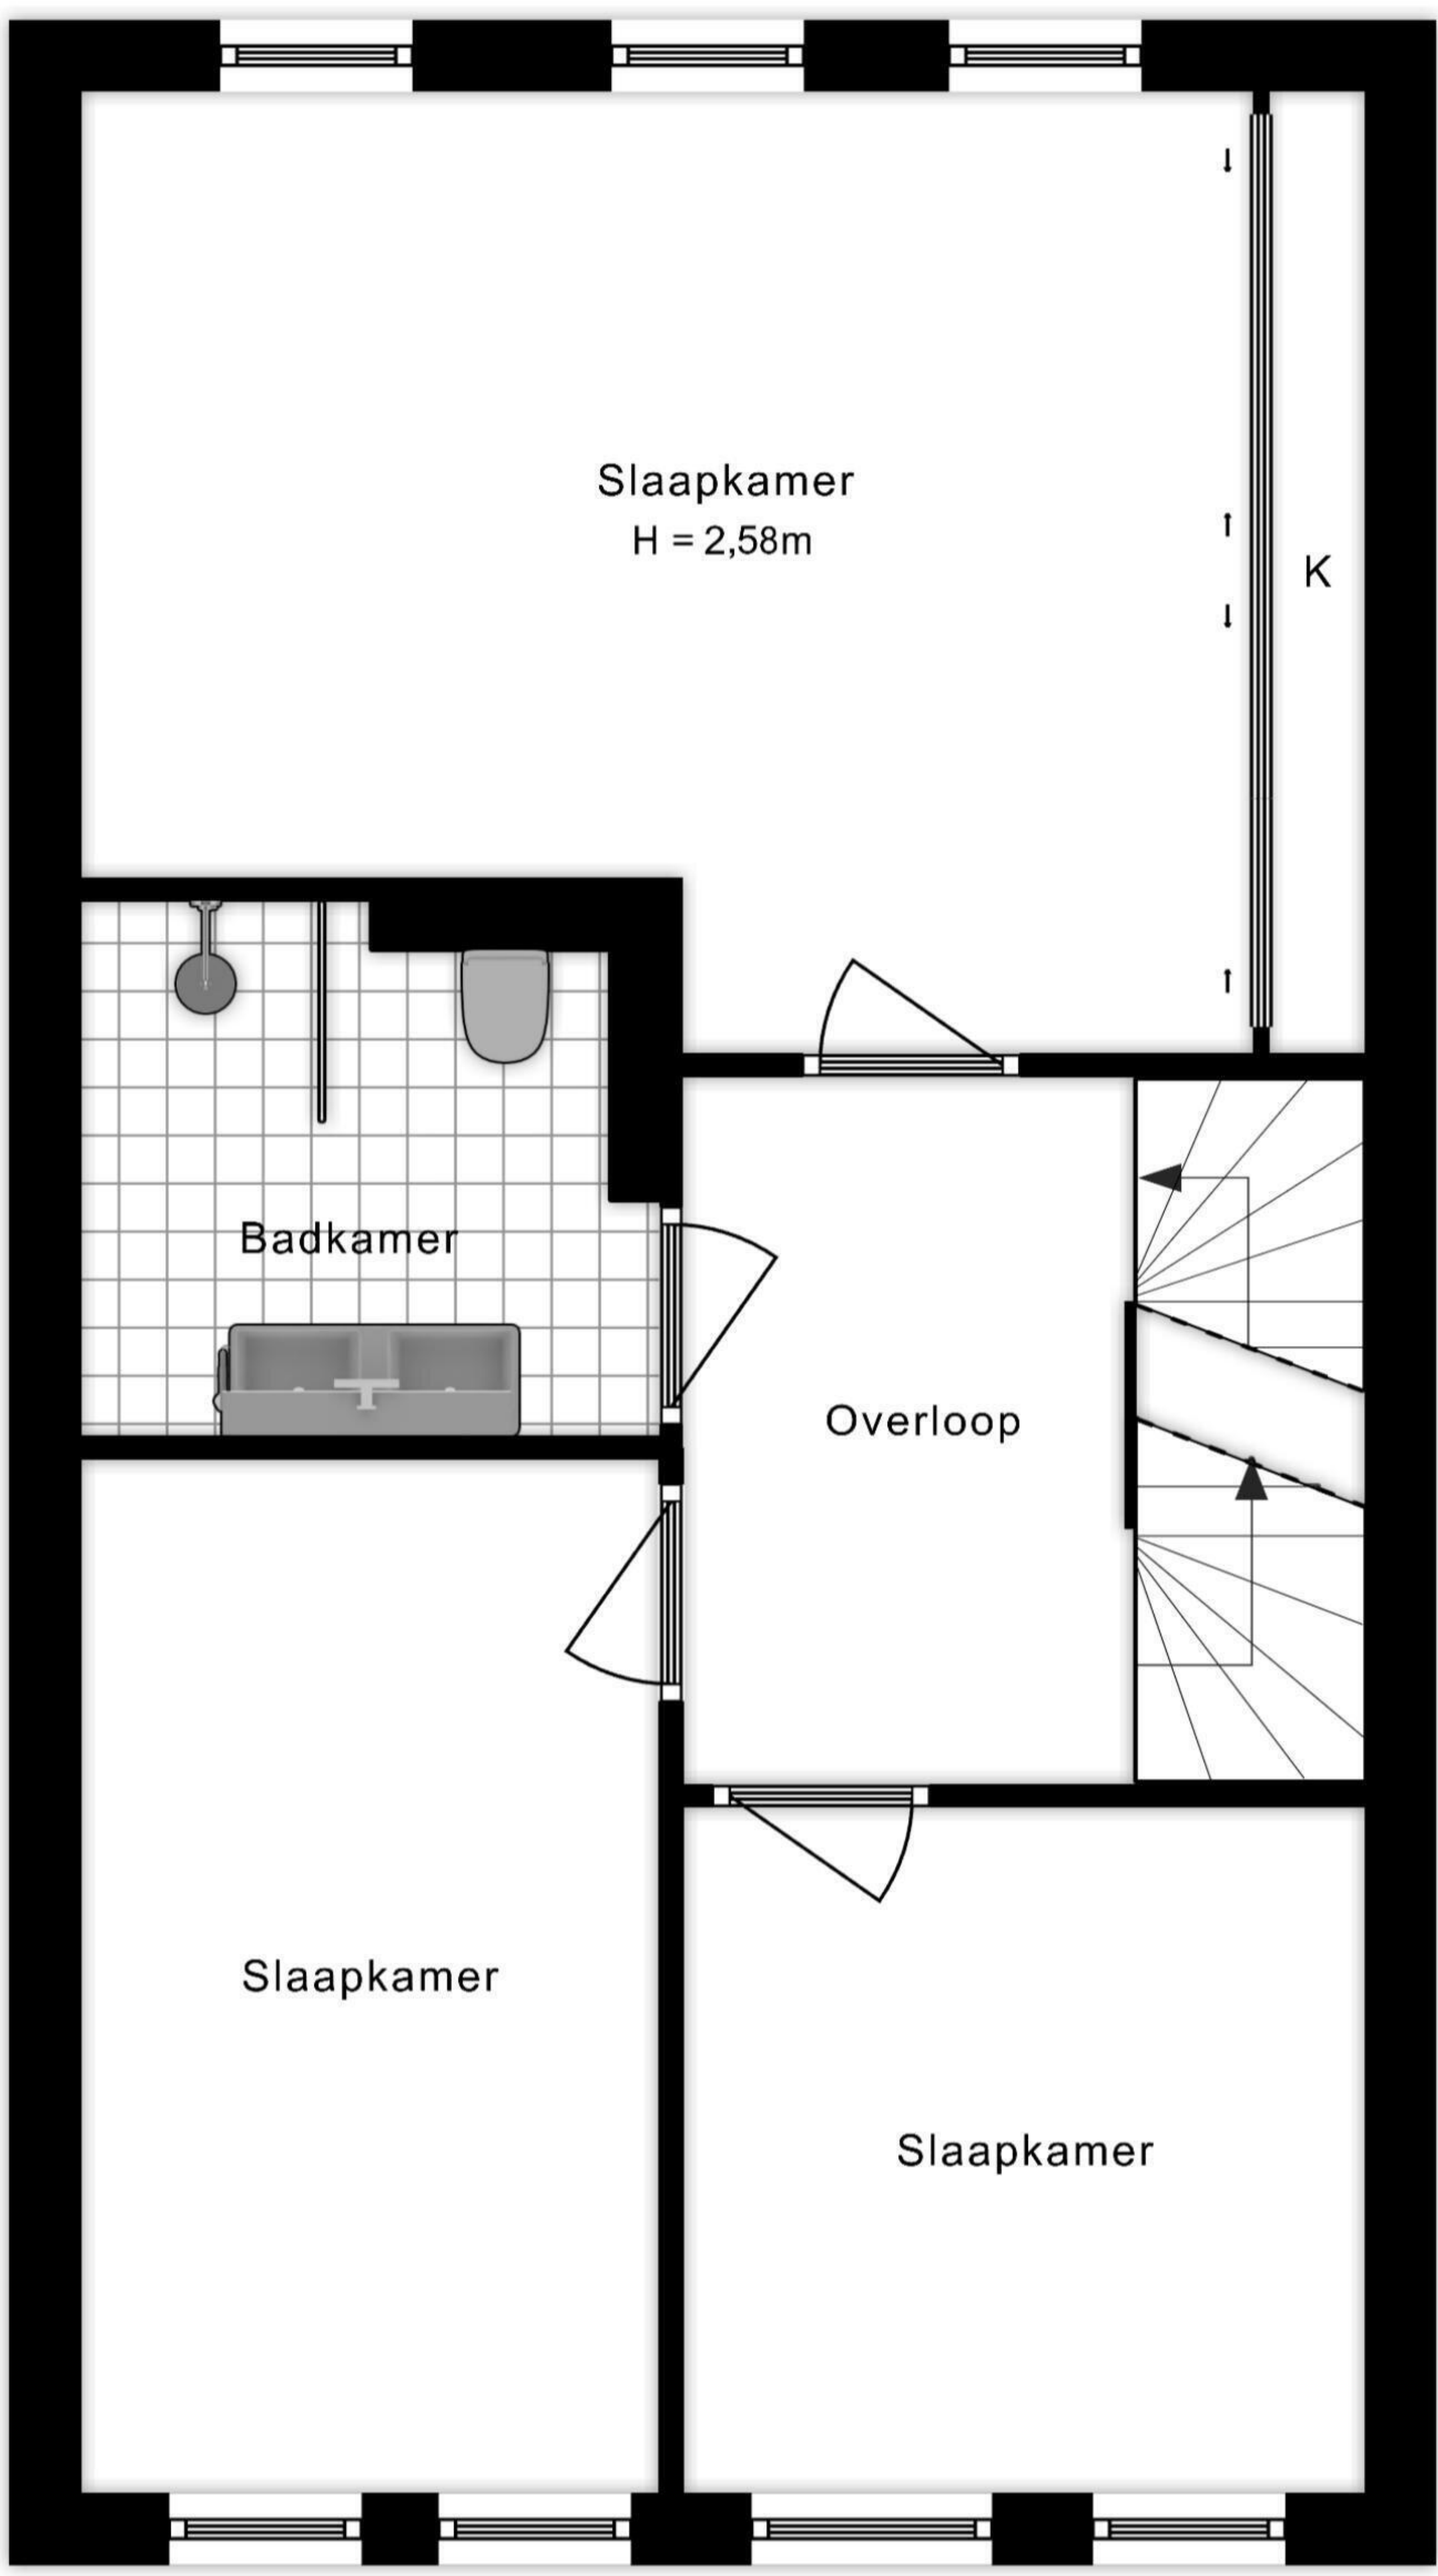 Slaapkamer
H = 2,58m
K
Badkamer
Overloop
Slaapkamer
Slaapkamer